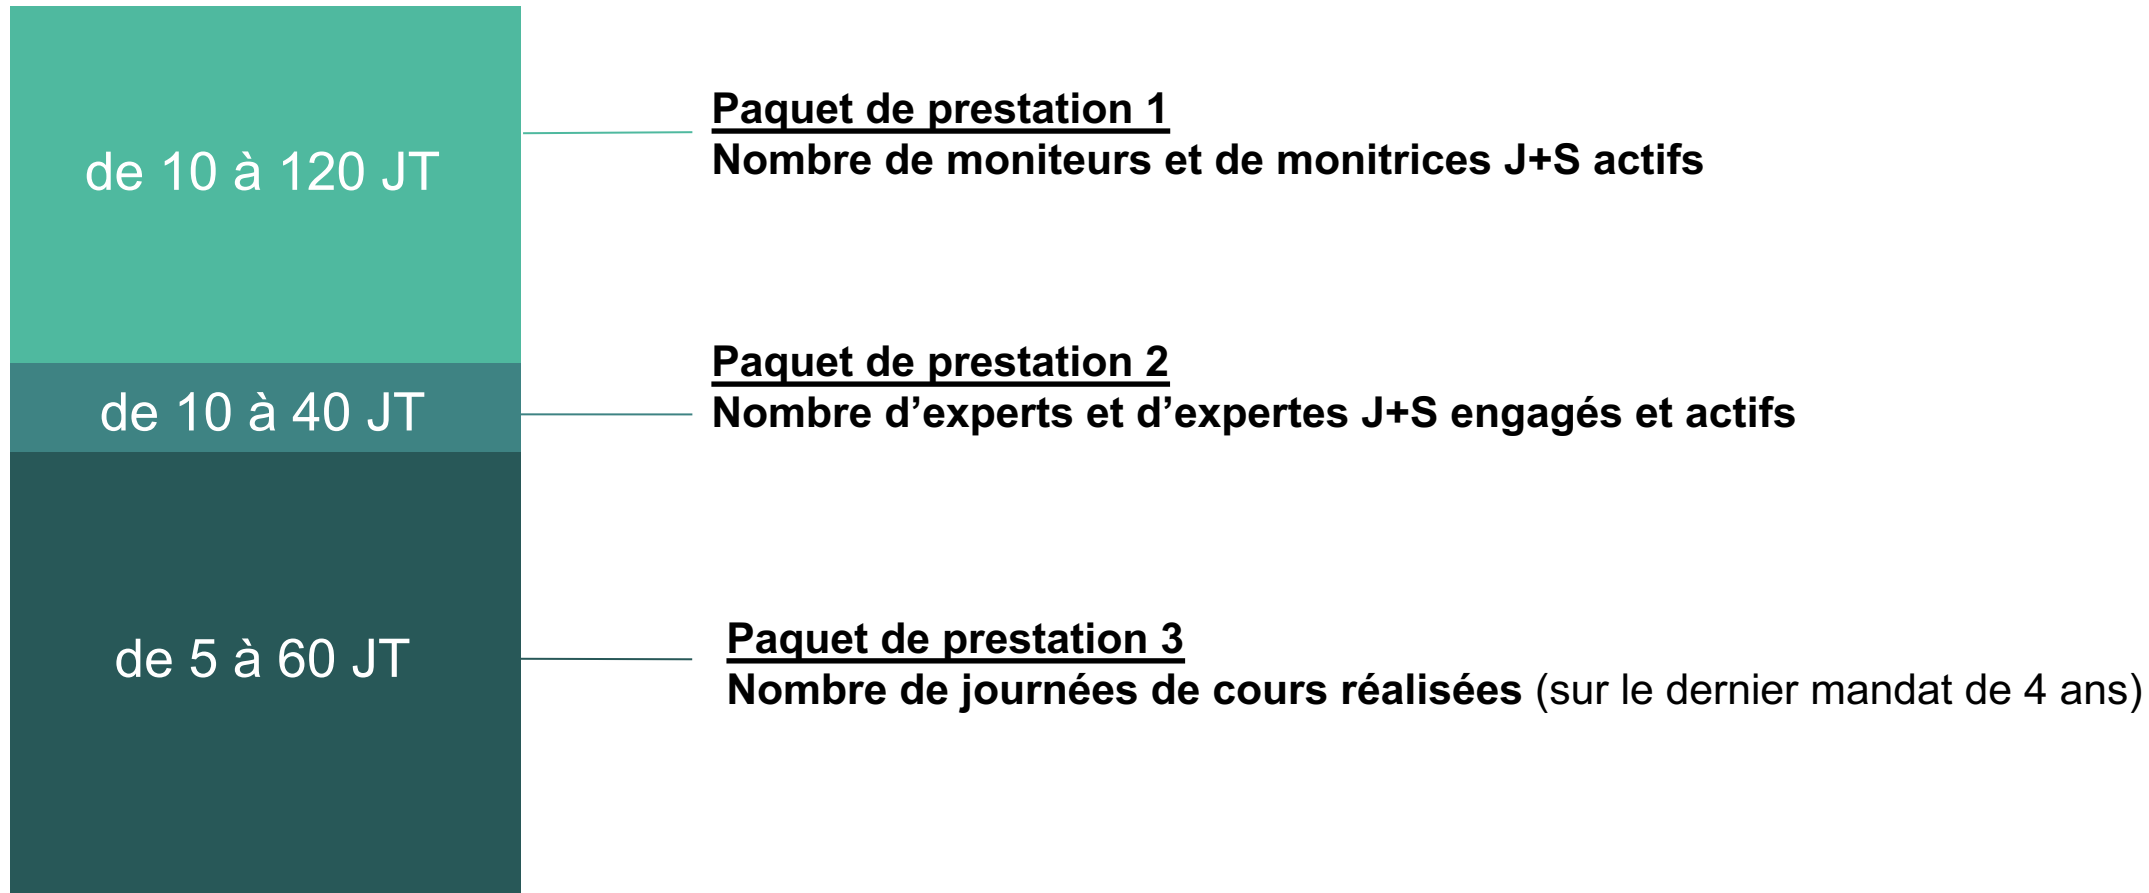 de 10 à 120 JT
Paquet de prestation 1
Nombre de moniteurs et de monitrices J+S actifs
de 10 à 40 JT
Paquet de prestation 2
Nombre d’experts et d’expertes J+S engagés et actifs
de 5 à 60 JT
Paquet de prestation 3
Nombre de journées de cours réalisées (sur le dernier mandat de 4 ans)